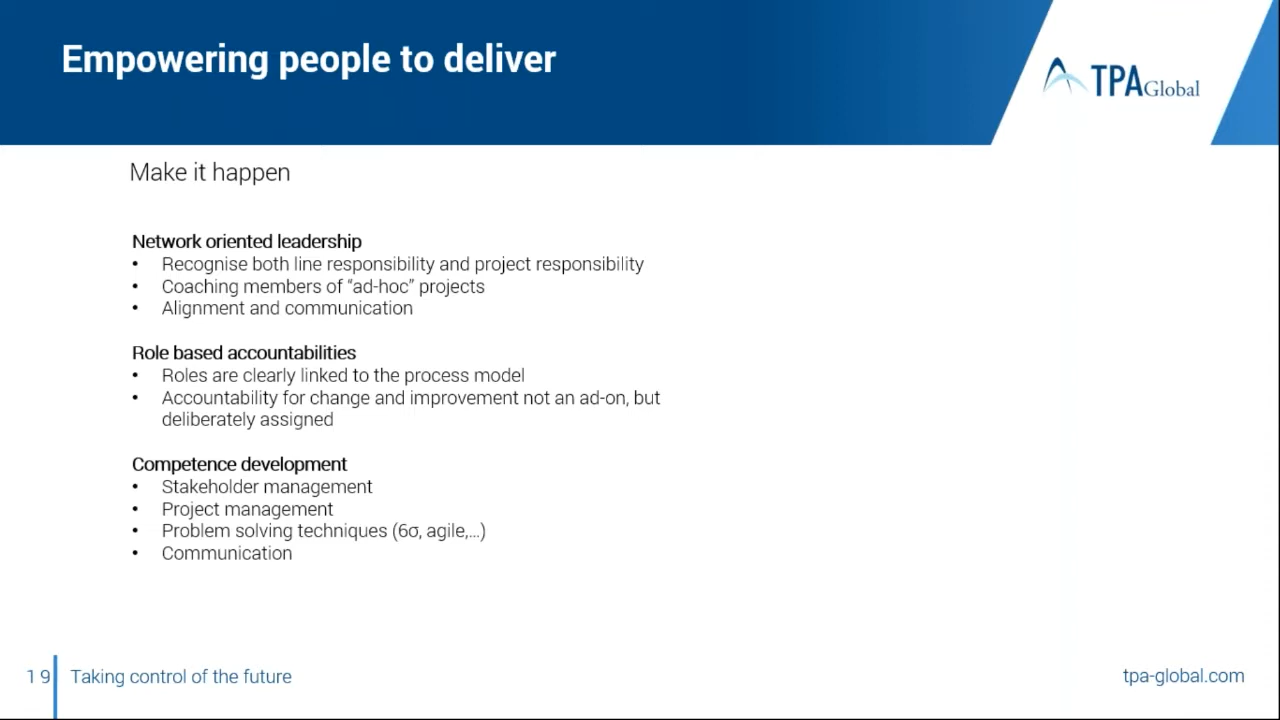 Empowering people to deliver
TPA Global
Make it happen
Network oriented leadership
• Recognise both line responsibility and project responsibility
• Coaching members of “ad-hoc” projects
• Alignment and communication
Role based accountabilities
• Roles are clearly linked to the process model
• Accountability for change and improvement not an ad-on, but
deliberately assigned
Competence development
• Stakeholder management
• Project management
• Problem solving techniques (6σ, agile,...)
• Communication
19 Taking control of the future
tpa-global.com